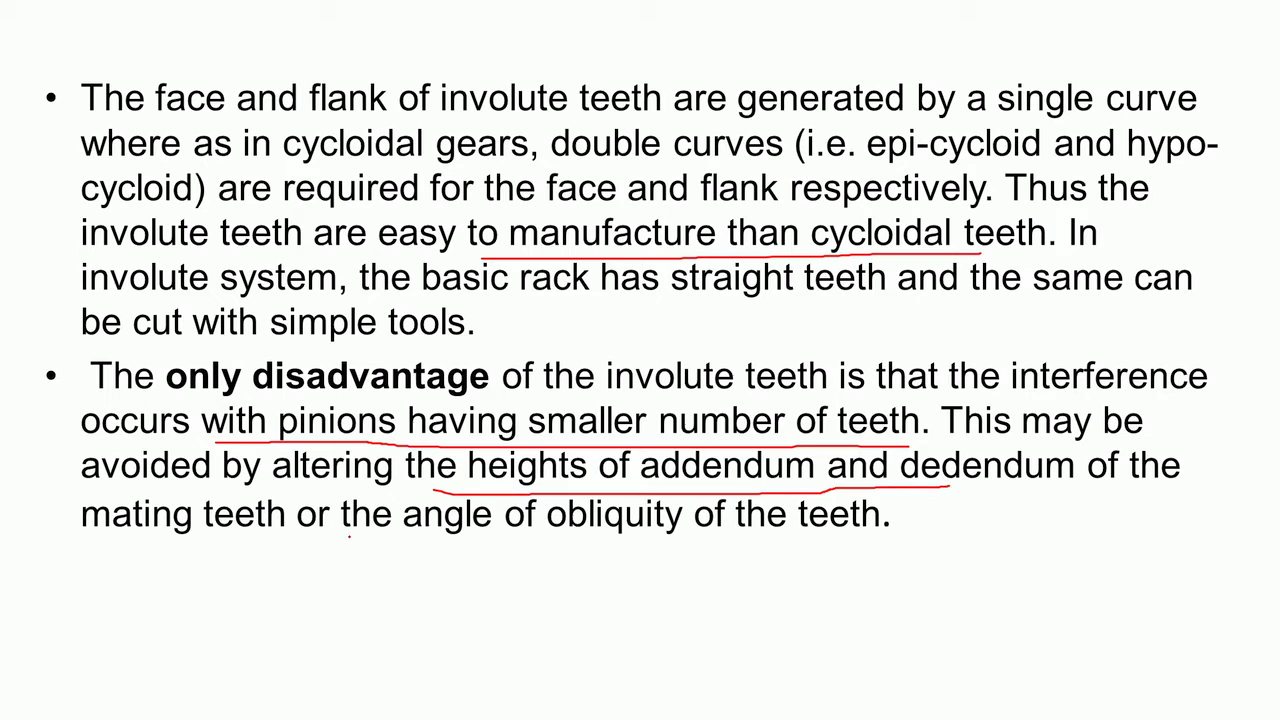 • The face and flank of involute teeth are generated by a single curve
where as in cycloidal gears, double curves (i.e. epi-cycloid and hypo-
cycloid) are required for the face and flank respectively. Thus the
involute teeth are easy to manufacture than cycloidal teeth. In
involute system, the basic rack has straight teeth and the same can
be cut with simple tools.
• The only disadvantage of the involute teeth is that the interference
occurs with pinions having smaller number of teeth. This may be
avoided by altering the heights of addendum and dedendum of the
mating teeth or the angle of obliquity of the teeth.